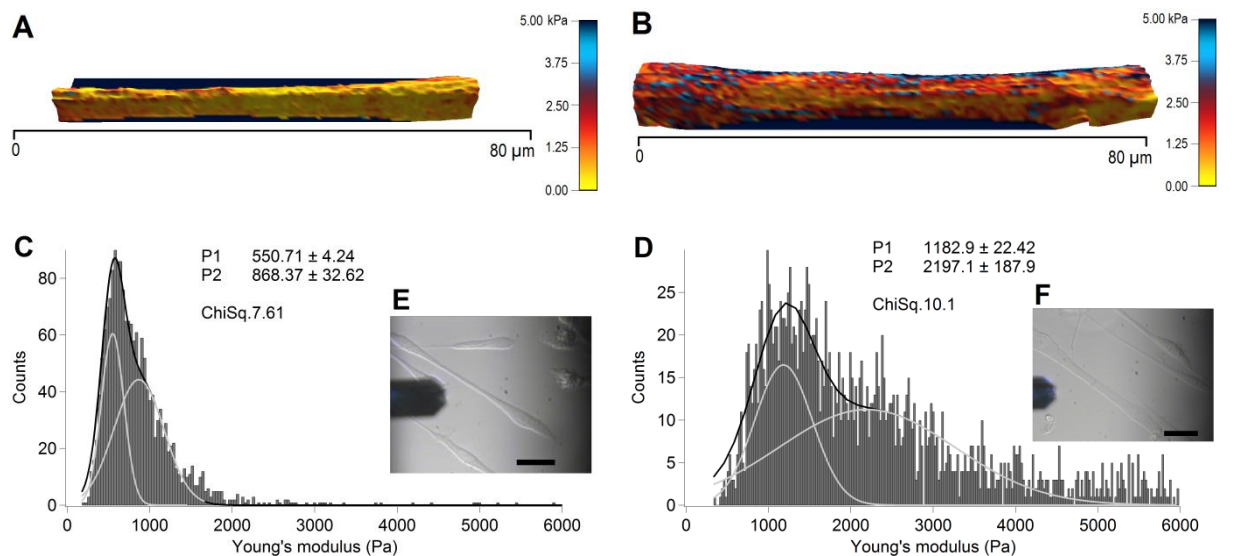 A
5.00 kPa
3.75
2.50
1.25
0.00
0
80 µm
B
5.00 kPa
3.75
2.50
1.25
0.00
0
80 µm
C
P1 550.71 ± 4.24
P2 868.37 ± 32.62
ChiSq.7.61
E
Counts
80
60
40
20
0
0 1000 2000 3000 4000 5000 6000
Young's modulus (Pa)
D
P1 1182.9 ± 22.42
P2 2197.1 ± 187.9
ChiSq.10.1
F
Counts
25
20
15
10
5
0
0 1000 2000 3000 4000 5000 6000
Young's modulus (Pa)